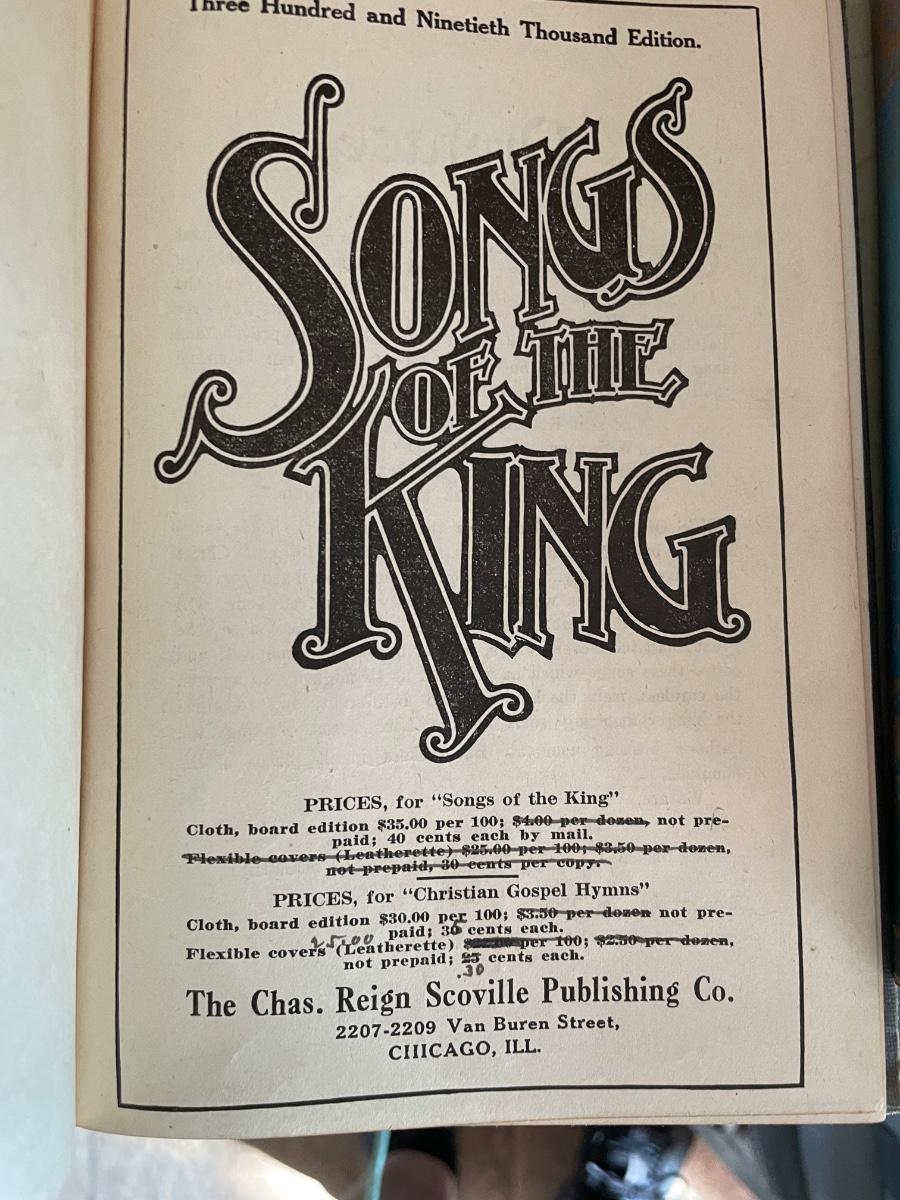 Three Hundred and Ninetieth Thousand Edition.
SONGS
OF THE
KING
PRICES, for "Songs of the King"
Cloth, board edition $35.00 per 100; $4.00 per dozen, not pre-
paid; 40 cents each by mail.
Flexible covers (Leatherette) $25.00 per 100; $3.50 per dozen,
not prepaid, 30 cents per copy.
PRICES, for "Christian Gospel Hymns"
Cloth, board edition $30.00 per 100; $3.50 per dozen not pre-
paid; 36 cents each.
25.00
Flexible covers (Leatherette) per 100; $2.50 per dozen,
not prepaid; 25 cents each.
.30
The Chas. Reign Scoville Publishing Co.
2207-2209 Van Buren Street,
CHICAGO, ILL.